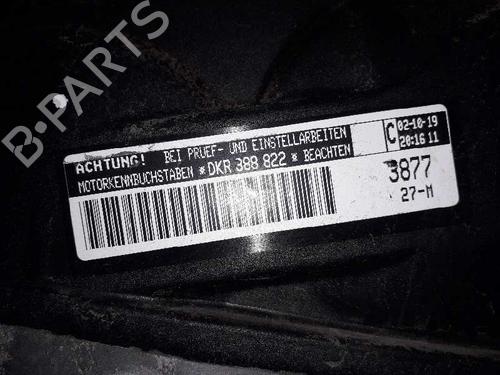 B-PARTS
ACHTUNG! BEI PRUEF- UND EINSTELLARBEITEN
MOTORKENNBUCHSTABEN *DKR 388 822 * BEACHTEN
C
02-10-19
20:16 11
3877
27-M